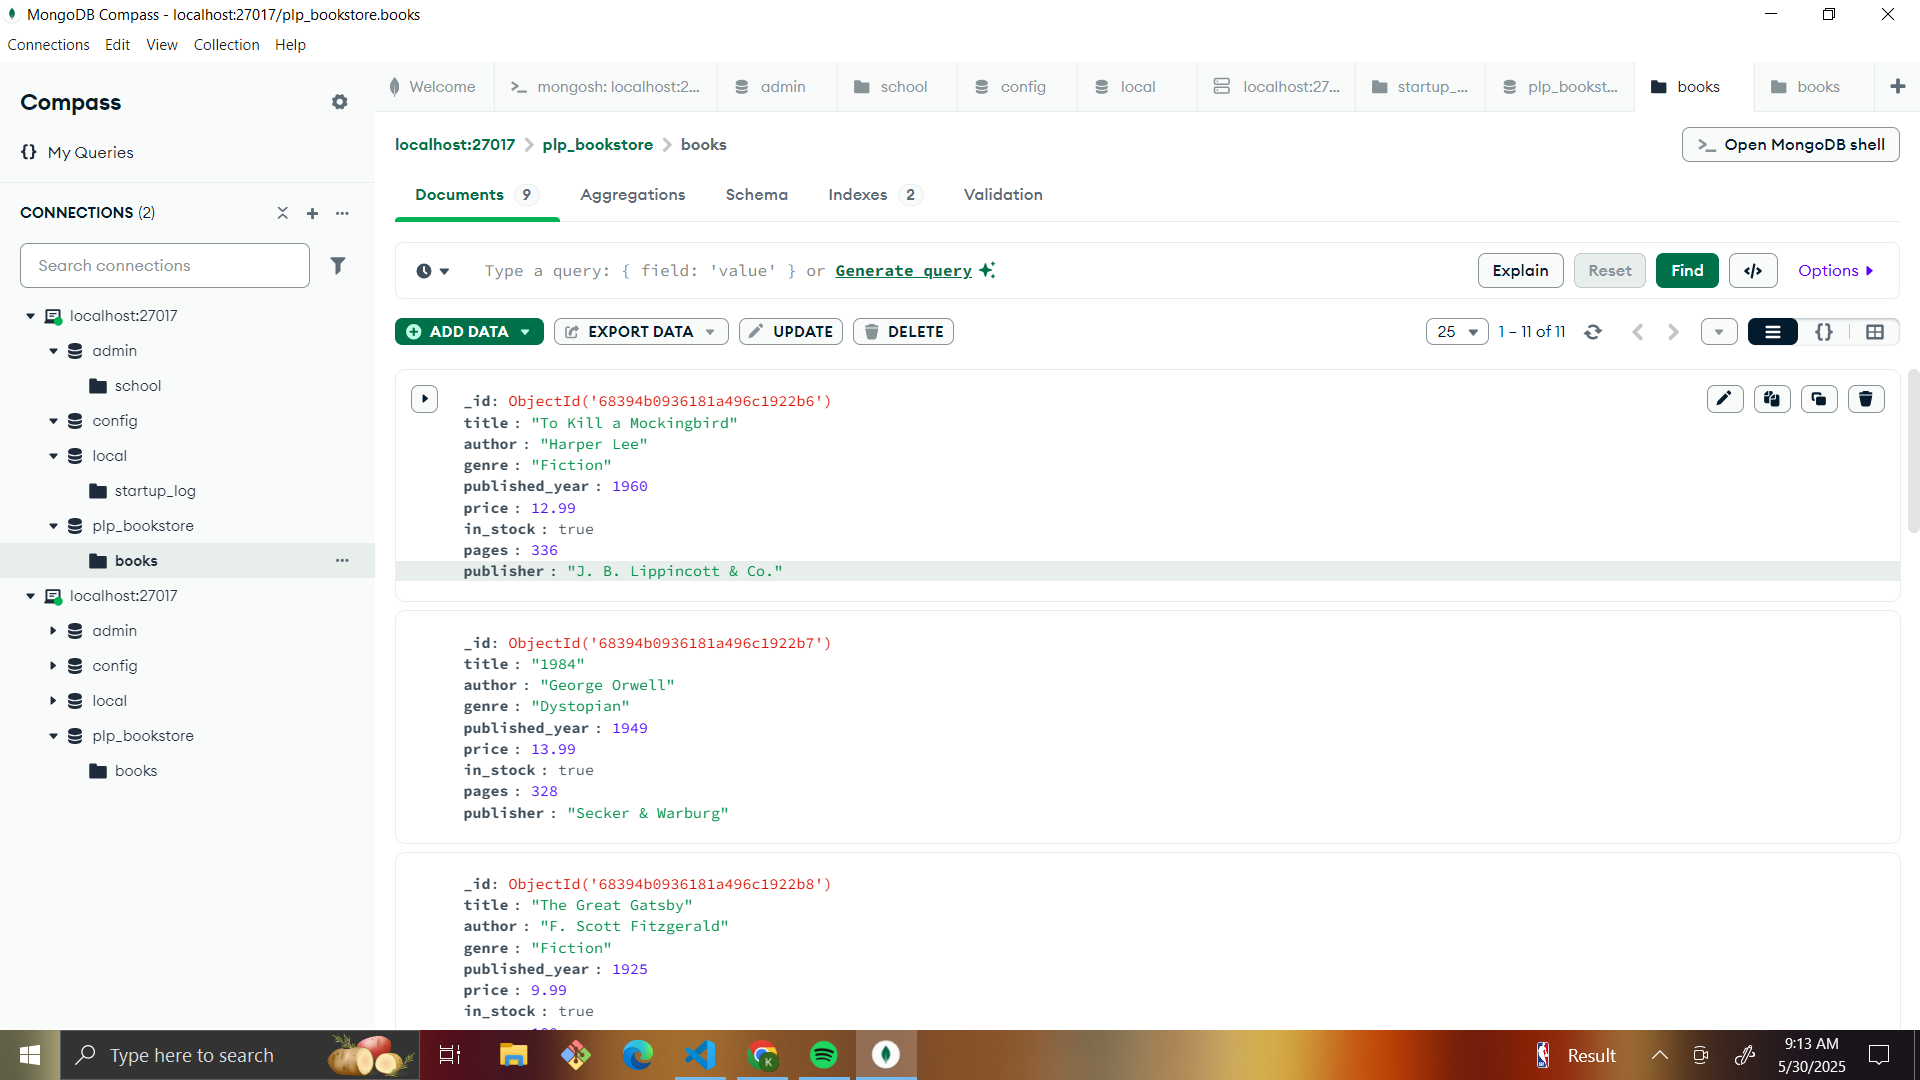 MongoDB Compass - localhost:27017/plp_bookstore.books
Connections Edit View Collection Help
Compass
My Queries
CONNECTIONS (2)
Search connections
localhost:27017
admin
school
config
local
startup_log
plp_bookstore
books
localhost:27017
admin
config
local
plp_bookstore
books
Welcome
mongosh: localhost:2...
admin
school
config
local
localhost:27...
startup_...
plp_bookst...
books
books
localhost:27017 > plp_bookstore > books
>_ Open MongoDB shell
Documents 9 Aggregations Schema Indexes 2 Validation
Type a query: { field: 'value' } or Generate query
Explain Reset Find </> Options
ADD DATA EXPORT DATA UPDATE DELETE
25 1 – 11 of 11
_id: ObjectId('68394b0936181a496c1922b6')
title : "To Kill a Mockingbird"
author : "Harper Lee"
genre : "Fiction"
published_year : 1960
price : 12.99
in_stock : true
pages : 336
publisher : "J. B. Lippincott & Co."
_id: ObjectId('68394b0936181a496c1922b7')
title : "1984"
author : "George Orwell"
genre : "Dystopian"
published_year : 1949
price : 13.99
in_stock : true
pages : 328
publisher : "Secker & Warburg"
_id: ObjectId('68394b0936181a496c1922b8')
title : "The Great Gatsby"
author : "F. Scott Fitzgerald"
genre : "Fiction"
published_year : 1925
price : 9.99
in_stock : true
Type here to search
Result
9:13 AM
5/30/2025